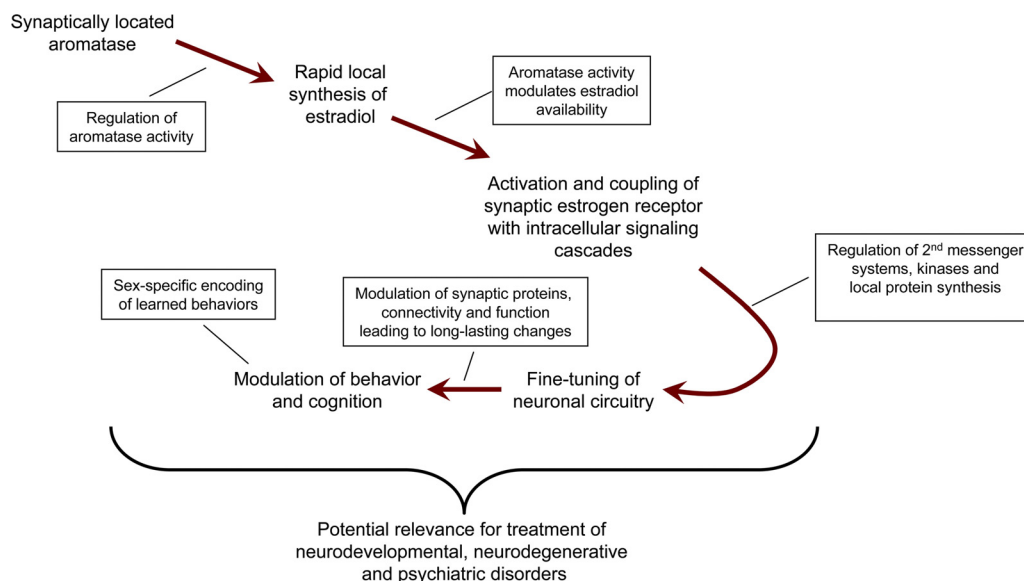 Synaptically located
aromatase
Rapid local
synthesis of
estradiol
Regulation of
aromatase activity
Aromatase activity
modulates estradiol
availability
Activation and coupling of
synaptic estrogen receptor
with intracellular signaling
cascades
Regulation of 2nd messenger
systems, kinases and
local protein synthesis
Sex-specific encoding
of learned behaviors
Modulation of synaptic proteins,
connectivity and function
leading to long-lasting changes
Modulation of behavior
and cognition
Fine-tuning of
neuronal circuitry
Potential relevance for treatment of
neurodevelopmental, neurodegenerative
and psychiatric disorders